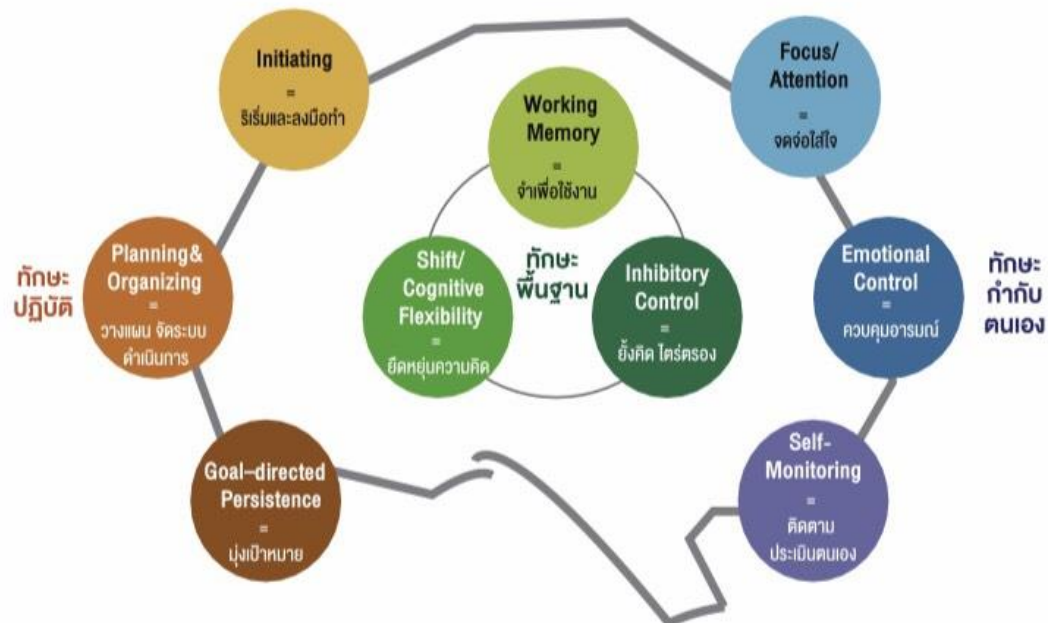 Initiating
=
ริเริ่มและลงมือทำ
Focus/
Attention
=
จดจ่อใส่ใจ
Working
Memory
=
จำเพื่อใช้งาน
ทักษะ
ปฏิบัติ
Planning&
Organizing
=
วางแผน จัดระบบ
ดำเนินการ
Shift/
Cognitive
Flexibility
=
ยืดหยุ่นความคิด
ทักษะ
พื้นฐาน
Inhibitory
Control
=
ยั้งคิด ไตร่ตรอง
Emotional
Control
=
ควบคุมอารมณ์
ทักษะ
กำกับ
ตนเอง
Goal–directed
Persistence
=
มุ่งเป้าหมาย
Self-
Monitoring
=
ติดตาม
ประเมินตนเอง